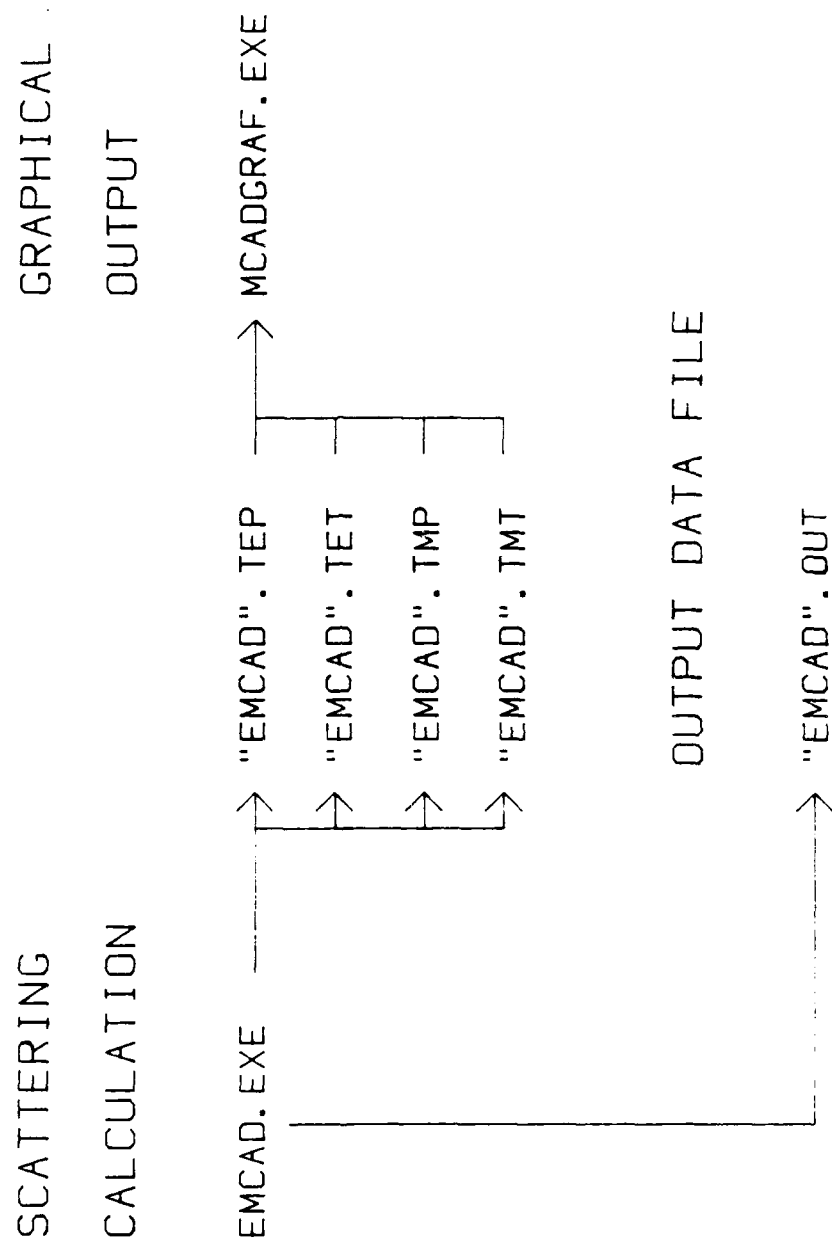 SCATTERING
CALCULATION
EMCAD.EXE
"EMCAD".TEP
"EMCAD".TET
"EMCAD".TMP
"EMCAD".TMT
GRAPHICAL
OUTPUT
MCADGRAF.EXE
OUTPUT DATA FILE
"EMCAD".OUT